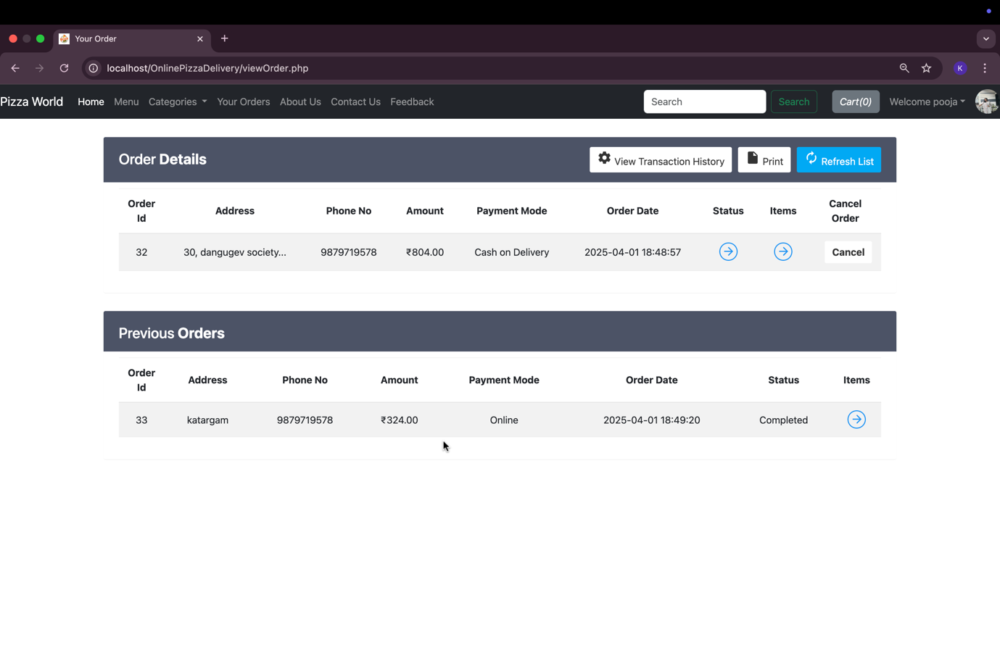 Your Order
localhost/OnlinePizzaDelivery/viewOrder.php
K
Pizza World Home Menu Categories Your Orders About Us Contact Us Feedback Search Search Cart(0) Welcome pooja
Order Details View Transaction History Print Refresh List
Order Id Address Phone No Amount Payment Mode Order Date Status Items Cancel Order
32 30, dangugev society... 9879719578 ₹804.00 Cash on Delivery 2025-04-01 18:48:57 Cancel
Previous Orders
Order Id Address Phone No Amount Payment Mode Order Date Status Items
33 katargam 9879719578 ₹324.00 Online 2025-04-01 18:49:20 Completed